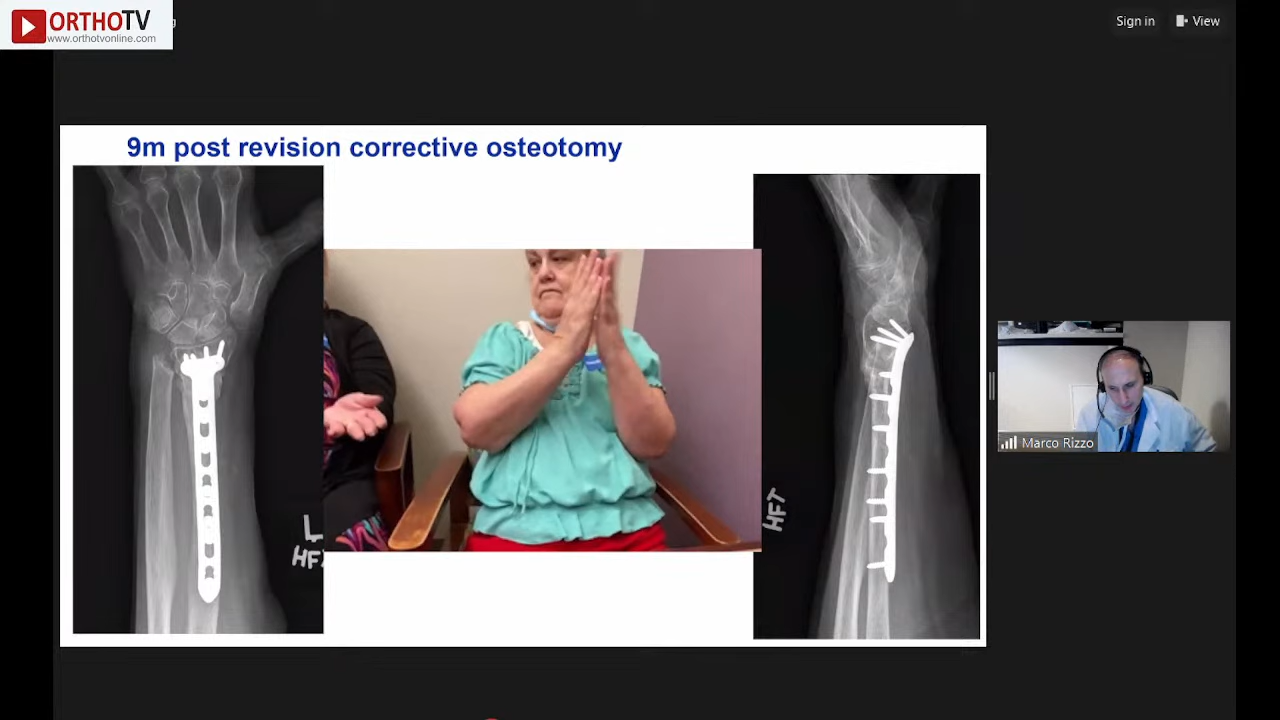 ORTHOTV
www.orthotvonline.com
Sign in
View
9m post revision corrective osteotomy
L
HFT
HFT
Marco Rizzo